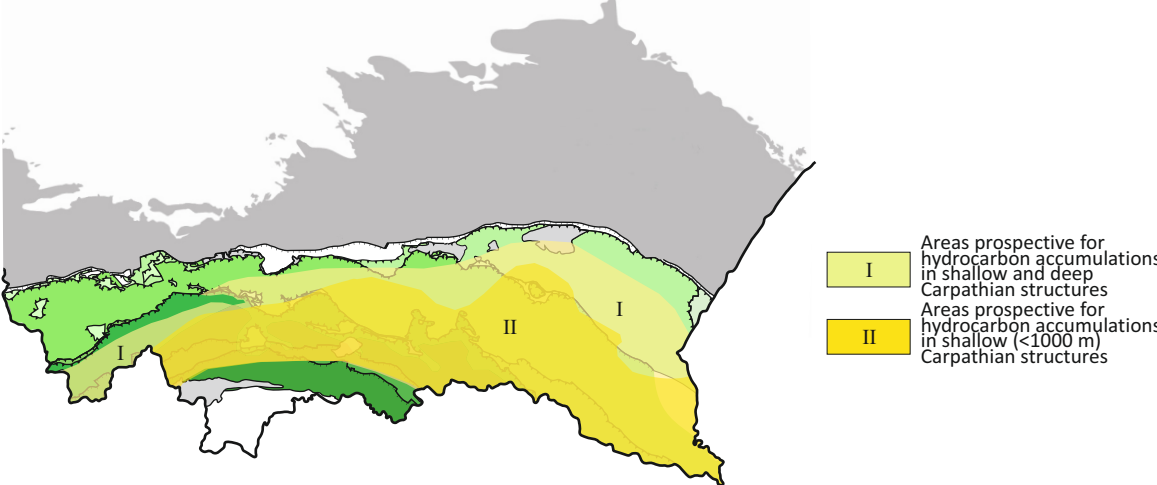 I
II
I
I
Areas prospective for
hydrocarbon accumulations
in shallow and deep
Carpathian structures
II
Areas prospective for
hydrocarbon accumulations
in shallow (<1000 m)
Carpathian structures